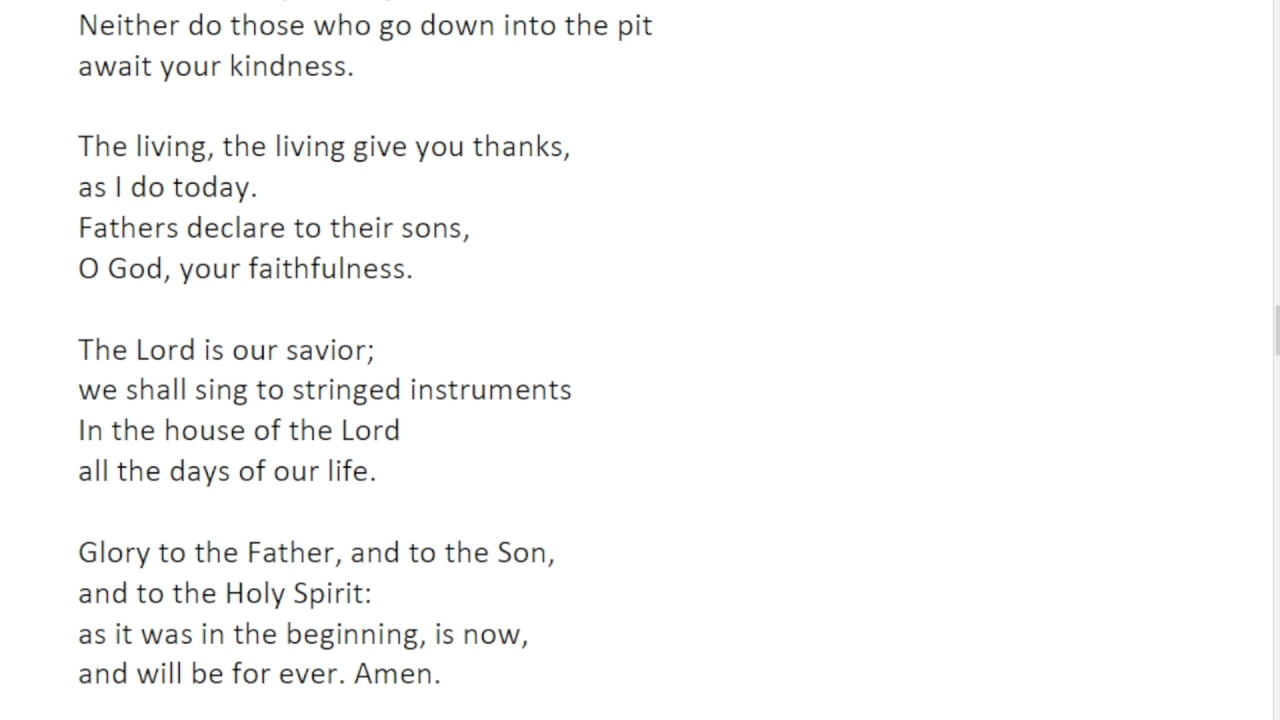 Neither do those who go down into the pit
await your kindness.
The living, the living give you thanks,
as I do today.
Fathers declare to their sons,
O God, your faithfulness.
The Lord is our savior;
we shall sing to stringed instruments
In the house of the Lord
all the days of our life.
Glory to the Father, and to the Son,
and to the Holy Spirit:
as it was in the beginning, is now,
and will be for ever. Amen.